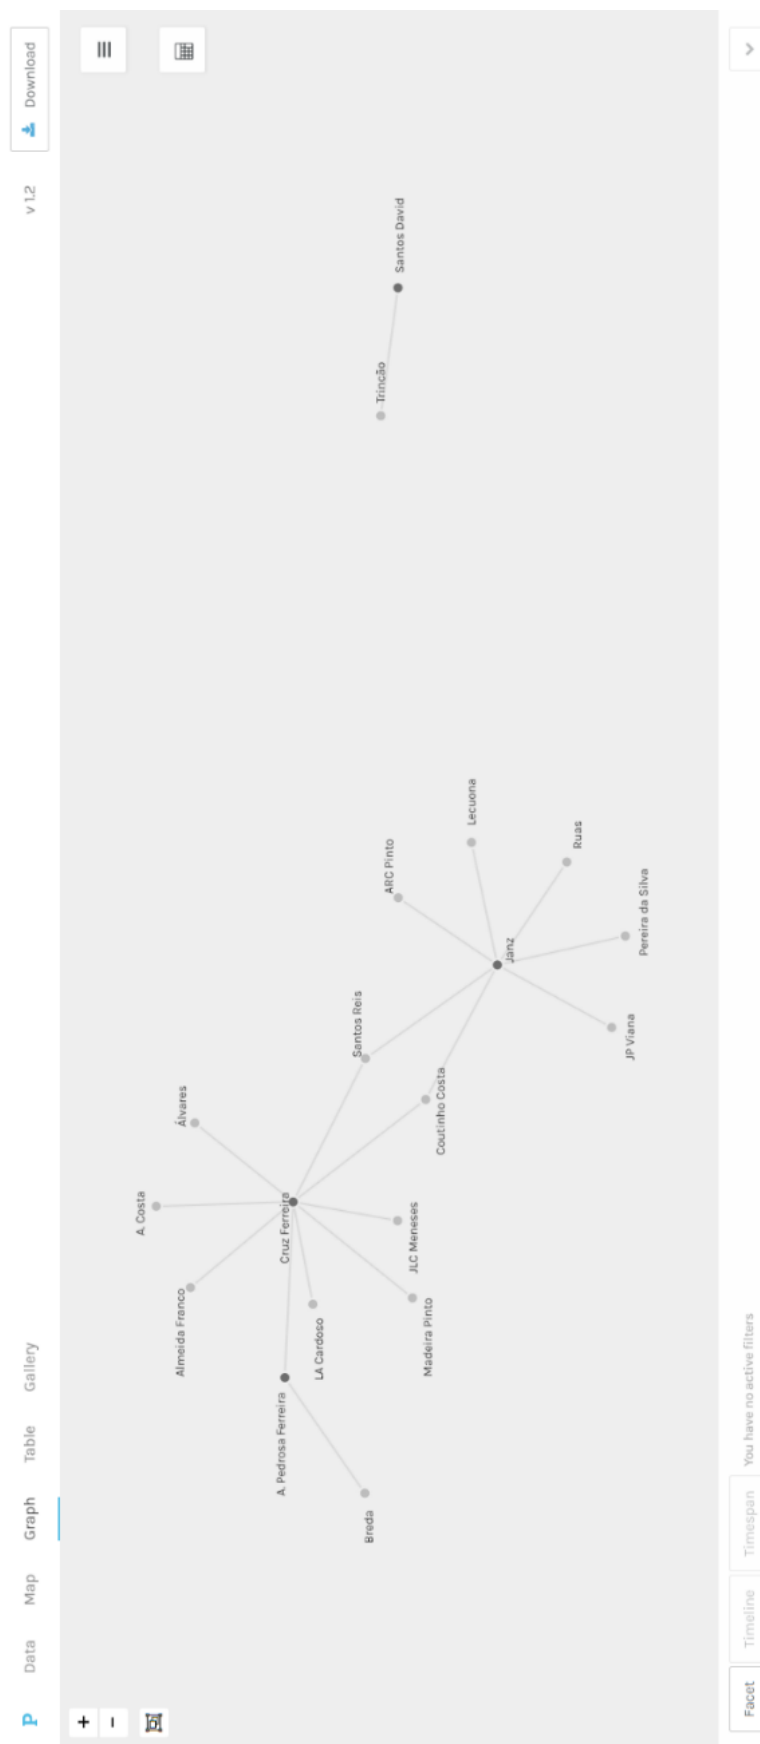 P Data Map Graph Table Gallery v 1.2 Download
+
−
A. Costa
Almeida Franco
Álvares
A. Pedrosa Ferreira
Cruz Ferreira
LA Cardoso
Santos Reis
Breda
Trincão
ARC Pinto
Santos David
JLC Meneses
Madeira Pinto
Coutinho Costa
Lecuona
Janz
Ruas
JP Viana
Pereira da Silva
Facet Timeline Timespan You have no active filters